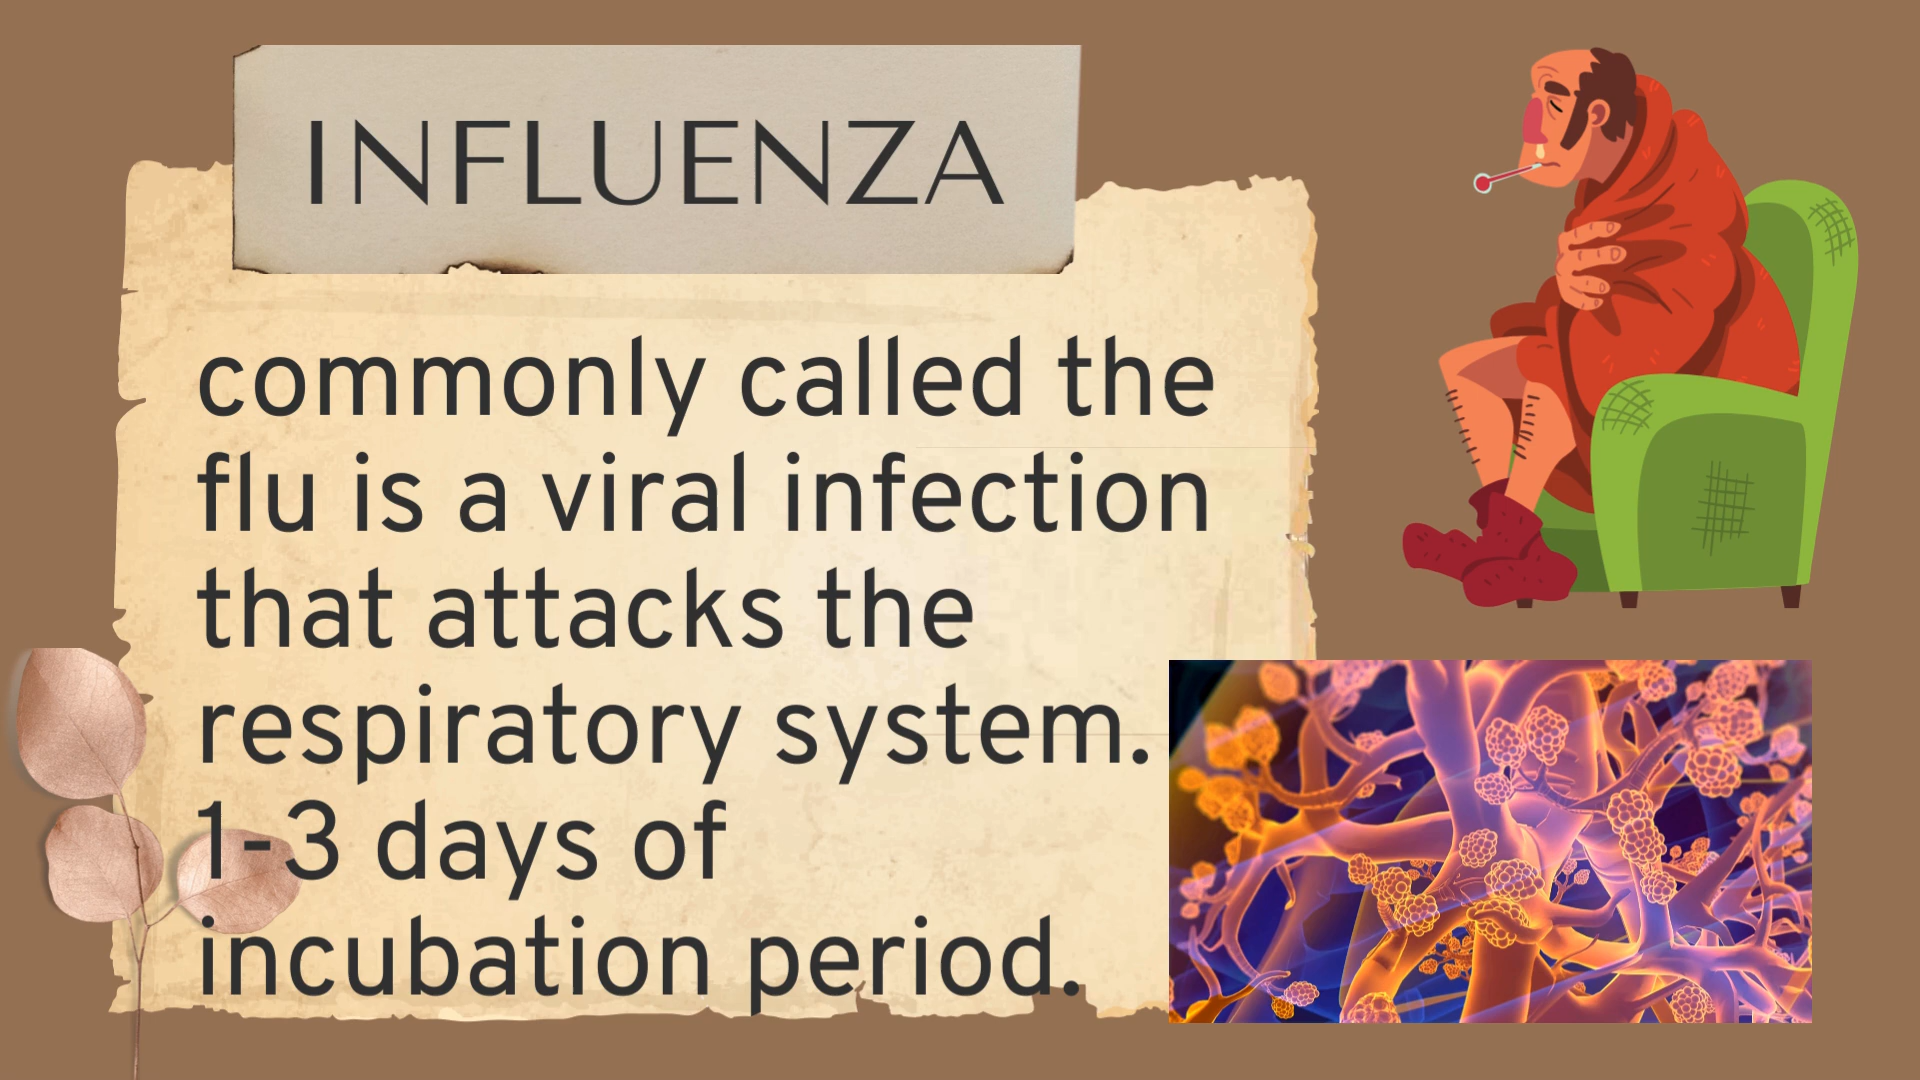 INFLUENZA
commonly called the
flu is a viral infection
that attacks the
respiratory system.
1-3 days of
incubation period.